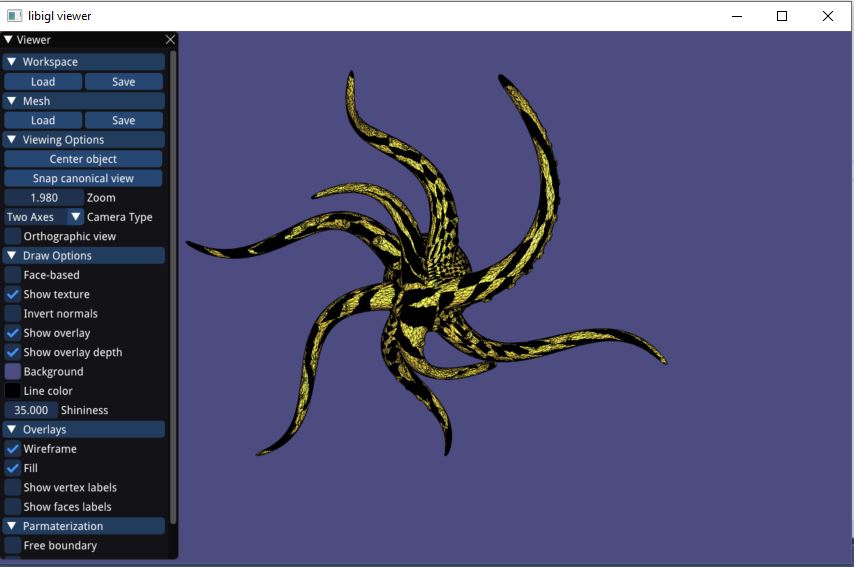 libigl viewer
Viewer
Workspace
Load Save
Mesh
Load Save
Viewing Options
Center object
Snap canonical view
1.980 Zoom
Two Axes Camera Type
Orthographic view
Draw Options
Face-based
Show texture
Invert normals
Show overlay
Show overlay depth
Background
Line color
35.000 Shininess
Overlays
Wireframe
Fill
Show vertex labels
Show faces labels
Parmaterization
Free boundary